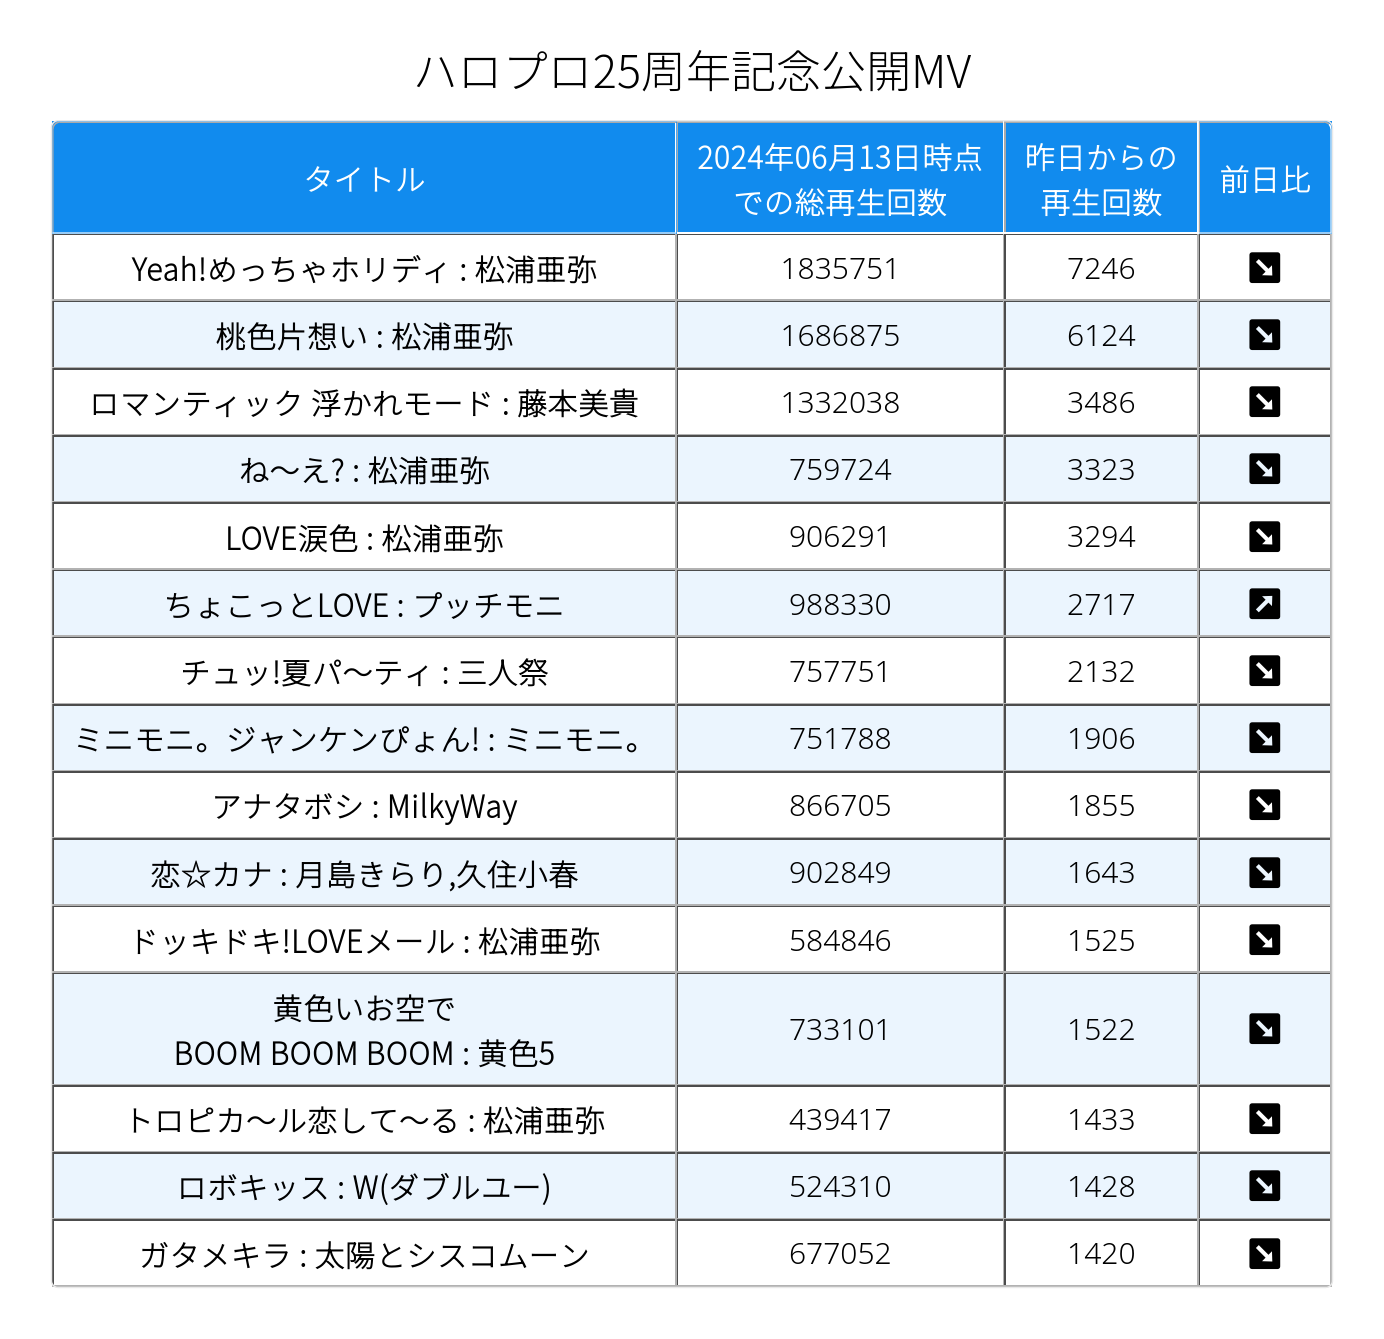 ハロプロ25周年記念公開MV
タイトル
2024年06月13日時点
での総再生回数
昨日からの
再生回数
前日比
Yeah!めっちゃホリディ : 松浦亜弥 1835751 7246 ↘
桃色片想い : 松浦亜弥 1686875 6124 ↘
ロマンティック 浮かれモード : 藤本美貴 1332038 3486 ↘
ね～え? : 松浦亜弥 759724 3323 ↘
LOVE涙色 : 松浦亜弥 906291 3294 ↘
ちょこっとLOVE : プッチモニ 988330 2717 ↗
チュッ!夏パ～ティ : 三人祭 757751 2132 ↘
ミニモニ。ジャンケンぴょん! : ミニモニ。 751788 1906 ↘
アナタボシ : MilkyWay 866705 1855 ↘
恋☆カナ : 月島きらり,久住小春 902849 1643 ↘
ドッキドキ!LOVEメール : 松浦亜弥 584846 1525 ↘
黄色いお空で
BOOM BOOM BOOM : 黄色5 733101 1522 ↘
トロピカ～ル恋して～る : 松浦亜弥 439417 1433 ↘
ロボキッス : W(ダブルユー) 524310 1428 ↘
ガタメキラ : 太陽とシスコムーン 677052 1420 ↘